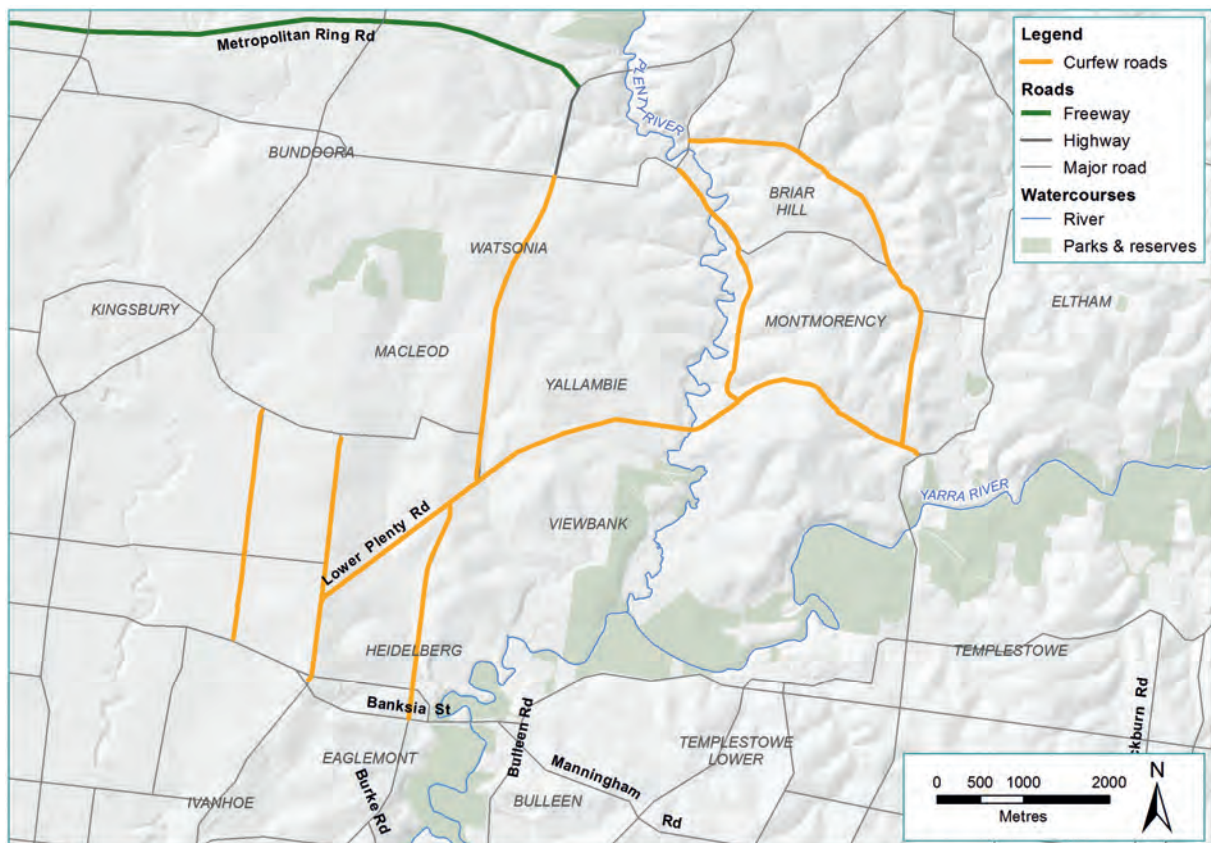 Metropolitan Ring Rd
PLENTY RIVER
BUNDOORA
BRIAR
HILL
WATSONIA
KINGSBURY
MONTMORENCY
ELTHAM
MACLEOD
YALLAMBIE
YARRA RIVER
Lower Plenty Rd
VIEWBANK
HEIDELBERG
TEMPLESTOWE
Banksia St
Bulleen Rd
ckburn Rd
EAGLEMONT
TEMPLESTOWE
LOWER
Manningham
Rd
IVANHOE
Burke Rd
BULLEEN
Legend
Curfew roads
Roads
Freeway
Highway
Major road
Watercourses
River
Parks & reserves
0 500 1000 2000
Metres
N